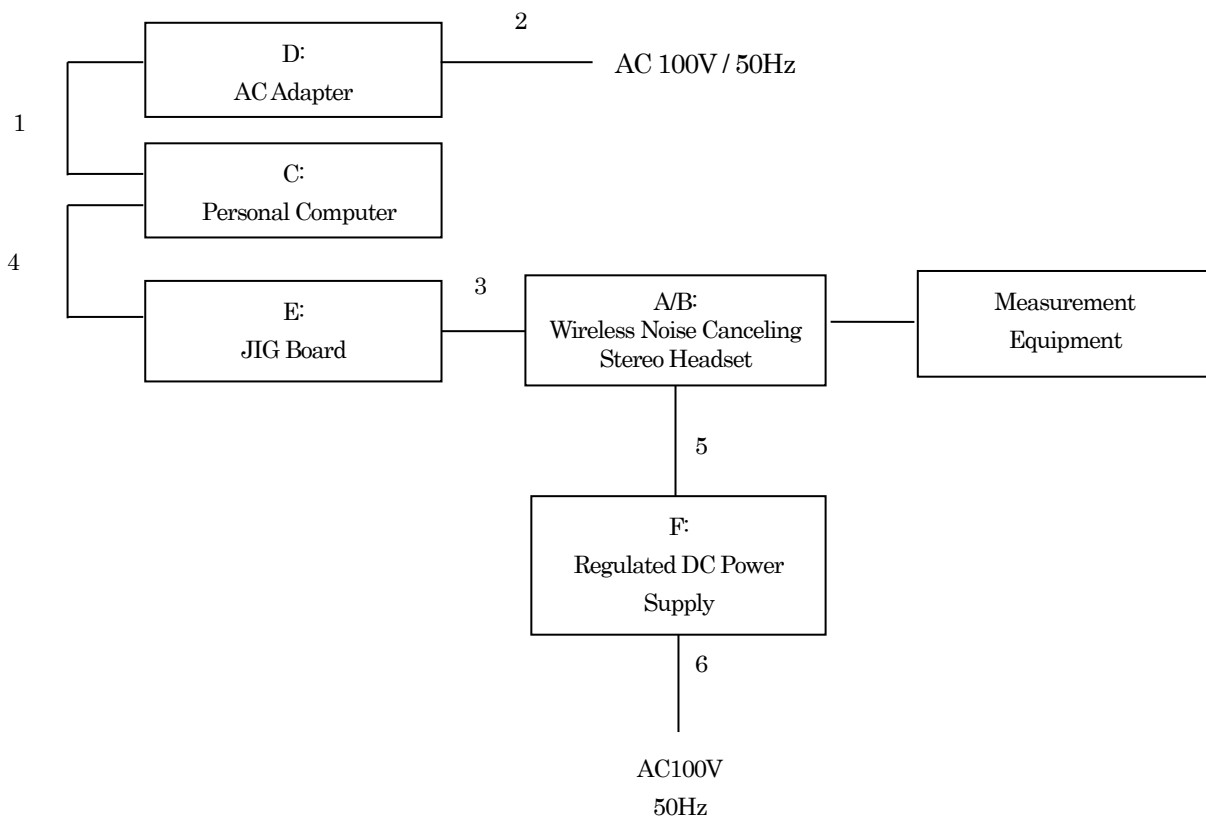 2
D:
AC Adapter
AC 100V / 50Hz
1
C:
Personal Computer
4
3
E:
JIG Board
A/B:
Wireless Noise Canceling
Stereo Headset
Measurement
Equipment
5
F:
Regulated DC Power
Supply
6
AC100V
50Hz